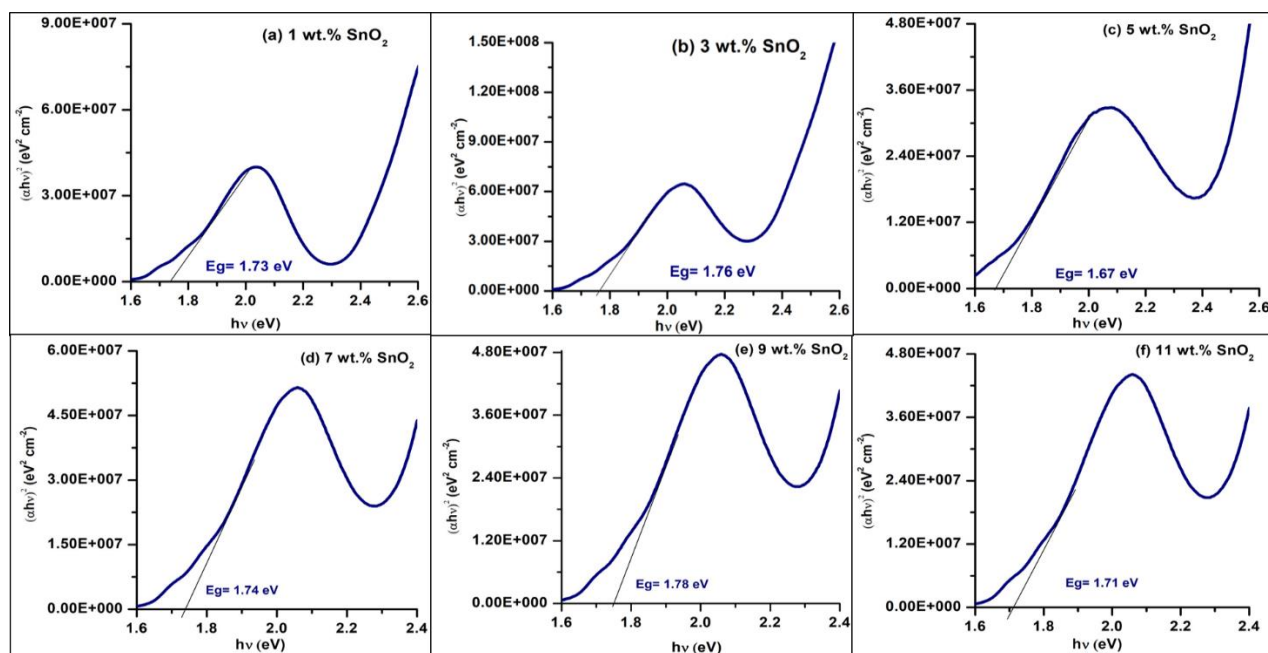 (a) 1 wt.% SnO₂
9.00E+007
6.00E+007
3.00E+007
0.00E+000
(αhν)² (eV² cm⁻²)
Eg= 1.73 eV
1.6 1.8 2.0 2.2 2.4 2.6
hν (eV)
(b) 3 wt.% SnO₂
1.50E+008
1.20E+008
9.00E+007
6.00E+007
3.00E+007
0.00E+000
(αhν)² (eV² cm⁻²)
Eg= 1.76 eV
1.6 1.8 2.0 2.2 2.4 2.6
hν (eV)
(c) 5 wt.% SnO₂
4.80E+007
3.60E+007
2.40E+007
1.20E+007
0.00E+000
(αhν)² (eV² cm⁻²)
Eg= 1.67 eV
1.6 1.8 2.0 2.2 2.4 2.6
hν (eV)
(d) 7 wt.% SnO₂
6.00E+007
4.50E+007
3.00E+007
1.50E+007
0.00E+000
(αhν)² (eV² cm⁻²)
Eg= 1.74 eV
1.6 1.8 2.0 2.2 2.4
hν (eV)
(e) 9 wt.% SnO₂
4.80E+007
3.60E+007
2.40E+007
1.20E+007
0.00E+000
(αhν)² (eV² cm⁻²)
Eg= 1.78 eV
1.6 1.8 2.0 2.2 2.4
hν (eV)
(f) 11 wt.% SnO₂
4.80E+007
3.60E+007
2.40E+007
1.20E+007
0.00E+000
(αhν)² (eV² cm⁻²)
Eg= 1.71 eV
1.6 1.8 2.0 2.2 2.4
hν (eV)